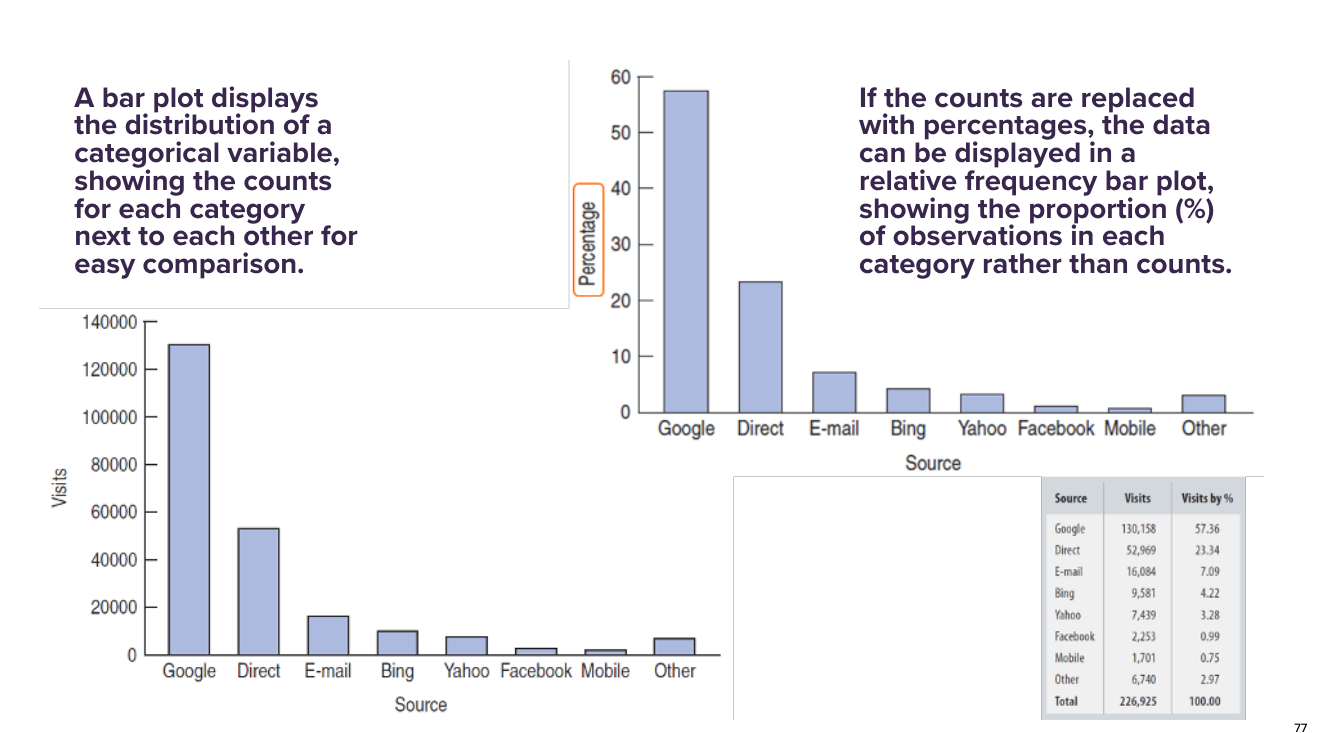 A bar plot displays
the distribution of a
categorical variable,
showing the counts
for each category
next to each other for
easy comparison.
If the counts are replaced
with percentages, the data
can be displayed in a
relative frequency bar plot,
showing the proportion (%)
of observations in each
category rather than counts.
60
50
40
30
20
10
0
Percentage
Google Direct E-mail Bing Yahoo Facebook Mobile Other
Source
140000
120000
100000
80000
60000
40000
20000
0
Visits
Google Direct E-mail Bing Yahoo Facebook Mobile Other
Source
Source Visits Visits by %
Google 130,158 57.36
Direct 52,969 23.34
E-mail 16,084 7.09
Bing 9,581 4.22
Yahoo 7,439 3.28
Facebook 2,253 0.99
Mobile 1,701 0.75
Other 6,740 2.97
Total 226,925 100.00
77